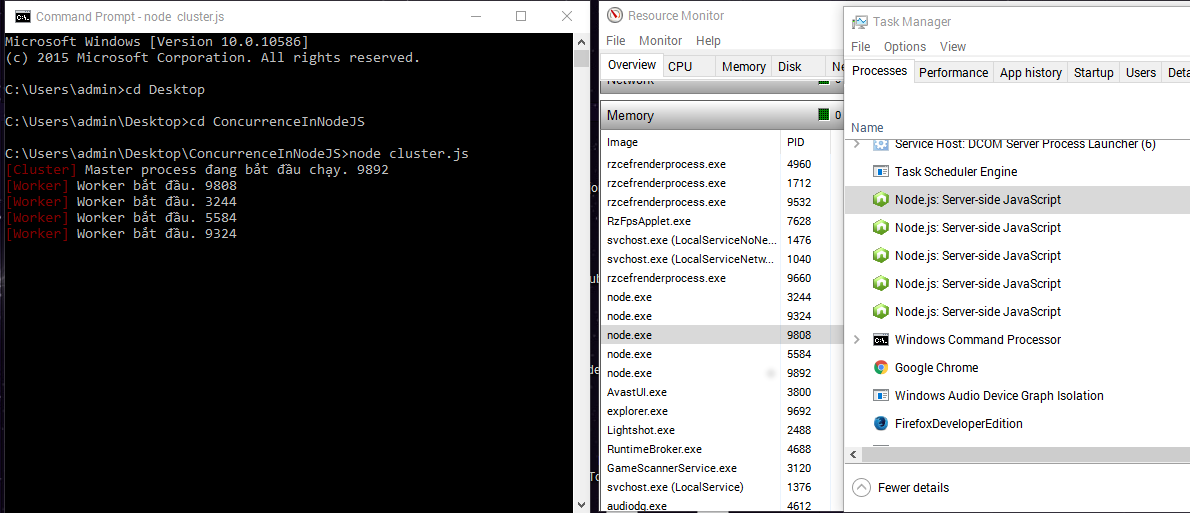 Command Prompt - node cluster.js
Microsoft Windows [Version 10.0.10586]
(c) 2015 Microsoft Corporation. All rights reserved.
C:\Users\admin>cd Desktop
C:\Users\admin\Desktop>cd ConcurrenceInNodeJS
C:\Users\admin\Desktop\ConcurrenceInNodeJS>node cluster.js
[Cluster] Master process đang bắt đầu chạy. 9892
[Worker] Worker bắt đầu. 9808
[Worker] Worker bắt đầu. 3244
[Worker] Worker bắt đầu. 5584
[Worker] Worker bắt đầu. 9324
Resource Monitor
File Monitor Help
Overview CPU Memory Disk
Network
Memory 0
Image PID
rzcefrenderprocess.exe 4960
rzcefrenderprocess.exe 1712
rzcefrenderprocess.exe 9532
RzFpsApplet.exe 7628
svchost.exe (LocalServiceNoNe... 1476
svchost.exe (LocalServiceNetw... 1040
rzcefrenderprocess.exe 9660
node.exe 3244
node.exe 9324
node.exe 9808
node.exe 5584
node.exe 9892
AvastUI.exe 3800
explorer.exe 9692
Lightshot.exe 2488
RuntimeBroker.exe 4688
GameScannerService.exe 3120
svchost.exe (LocalService) 1376
audiodg.exe 4612
Task Manager
File Options View
Processes Performance App history Startup Users Deta
Name
Service Host: DCOM Server Process Launcher (6)
Task Scheduler Engine
Node.js: Server-side JavaScript
Node.js: Server-side JavaScript
Node.js: Server-side JavaScript
Node.js: Server-side JavaScript
Node.js: Server-side JavaScript
Windows Command Processor
Google Chrome
Windows Audio Device Graph Isolation
FirefoxDeveloperEdition
Fewer details